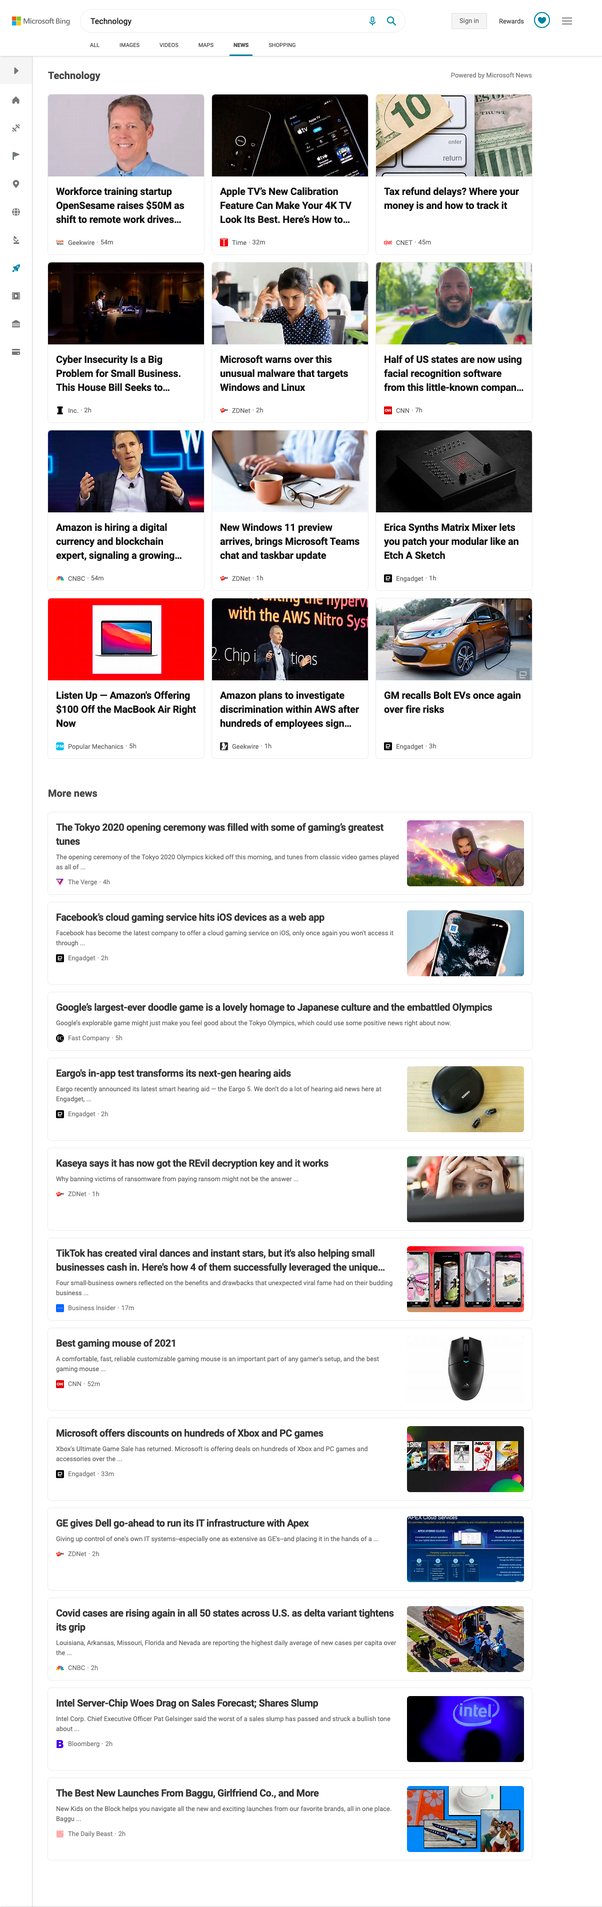 Microsoft Bing
Technology
Sign in
Rewards
ALL
IMAGES
VIDEOS
MAPS
NEWS
SHOPPING
Technology
Powered by Microsoft News
Workforce training startup
OpenSesame raises $50M as
shift to remote work drives...
Geekwire · 54m
Apple TV's New Calibration
Feature Can Make Your 4K TV
Look Its Best. Here's How to...
Time · 32m
10
enter
return
Tax refund delays? Where your
money is and how to track it
CNET · 45m
Cyber Insecurity Is a Big
Problem for Small Business.
This House Bill Seeks to...
Inc. · 2h
Microsoft warns over this
unusual malware that targets
Windows and Linux
ZDNet · 2h
Half of US states are now using
facial recognition software
from this little-known compan...
CNN · 7h
Amazon is hiring a digital
currency and blockchain
expert, signaling a growing...
CNBC · 54m
New Windows 11 preview
arrives, brings Microsoft Teams
chat and taskbar update
ZDNet · 1h
Erica Synths Matrix Mixer lets
you patch your modular like an
Etch A Sketch
Engadget · 1h
Listen Up — Amazon's Offering
$100 Off the MacBook Air Right
Now
Popular Mechanics · 5h
with the AWS Nitro Sys
2. Chip i
tions
Amazon plans to investigate
discrimination within AWS after
hundreds of employees sign...
Geekwire · 1h
GM recalls Bolt EVs once again
over fire risks
Engadget · 3h
More news
The Tokyo 2020 opening ceremony was filled with some of gaming's greatest
tunes
The opening ceremony of the Tokyo 2020 Olympics kicked off this morning, and tunes from classic video games played
as all of ...
The Verge · 4h
Facebook's cloud gaming service hits iOS devices as a web app
Facebook has become the latest company to offer a cloud gaming service on iOS, only once again you won't access it
through ...
Engadget · 2h
Google's largest-ever doodle game is a lovely homage to Japanese culture and the embattled Olympics
Google's explorable game might just make you feel good about the Tokyo Olympics, which could use some positive news right about now.
Fast Company · 5h
Eargo's in-app test transforms its next-gen hearing aids
Eargo recently announced its latest smart hearing aid — the Eargo 5. We don't do a lot of hearing aid news here at
Engadget, ...
Engadget · 2h
Kaseya says it has now got the REvil decryption key and it works
Why banning victims of ransomware from paying ransom might not be the answer ...
ZDNet · 1h
TikTok has created viral dances and instant stars, but it's also helping small
businesses cash in. Here's how 4 of them successfully leveraged the unique...
Four small-business owners reflected on the benefits and drawbacks that unexpected viral fame had on their budding
business ...
Business Insider · 17m
Best gaming mouse of 2021
A comfortable, fast, reliable customizable gaming mouse is an important part of any gamer's setup, and the best
gaming mouse ...
CNN · 52m
Microsoft offers discounts on hundreds of Xbox and PC games
Xbox's Ultimate Game Sale has returned. Microsoft is offering deals on hundreds of Xbox and PC games and
accessories over the ...
Engadget · 33m
GE gives Dell go-ahead to run its IT infrastructure with Apex
Giving up control of one's own IT systems--especially one as extensive as GE's--and placing it in the hands of a ...
ZDNet · 2h
APEX Cloud Services
Covid cases are rising again in all 50 states across U.S. as delta variant tightens
its grip
Louisiana, Arkansas, Missouri, Florida and Nevada are reporting the highest daily average of new cases per capita over
the ...
CNBC · 2h
Intel Server-Chip Woes Drag on Sales Forecast; Shares Slump
Intel Corp. Chief Executive Officer Pat Gelsinger said the worst of a sales slump has passed and struck a bullish tone
about ...
Bloomberg · 2h
intel
The Best New Launches From Baggu, Girlfriend Co., and More
New Kids on the Block helps you navigate all the new and exciting launches from our favorite brands, all in one place.
Baggu ...
The Daily Beast · 2h